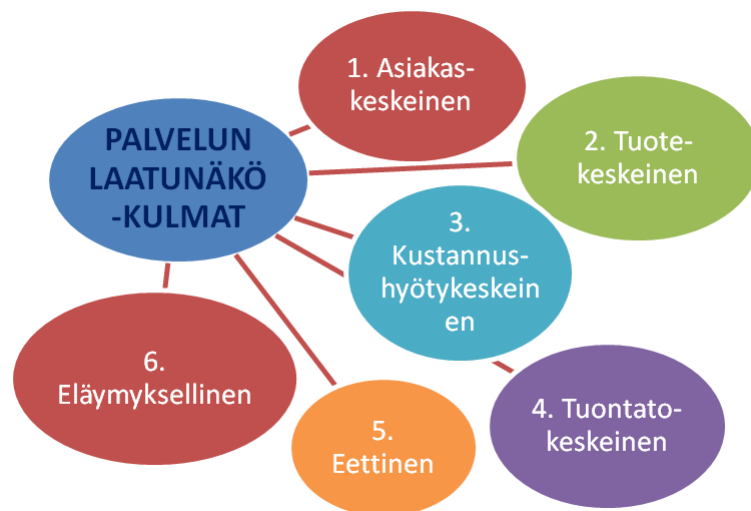 PALVELUN
LAATUNÄKÖ
-KULMAT
1. Asiakas-
keskeinen
2. Tuote-
keskeinen
3.
Kustannus-
hyötykeskein
en
4. Tuontato-
keskeinen
5.
Eettinen
6.
Eläymyksellinen